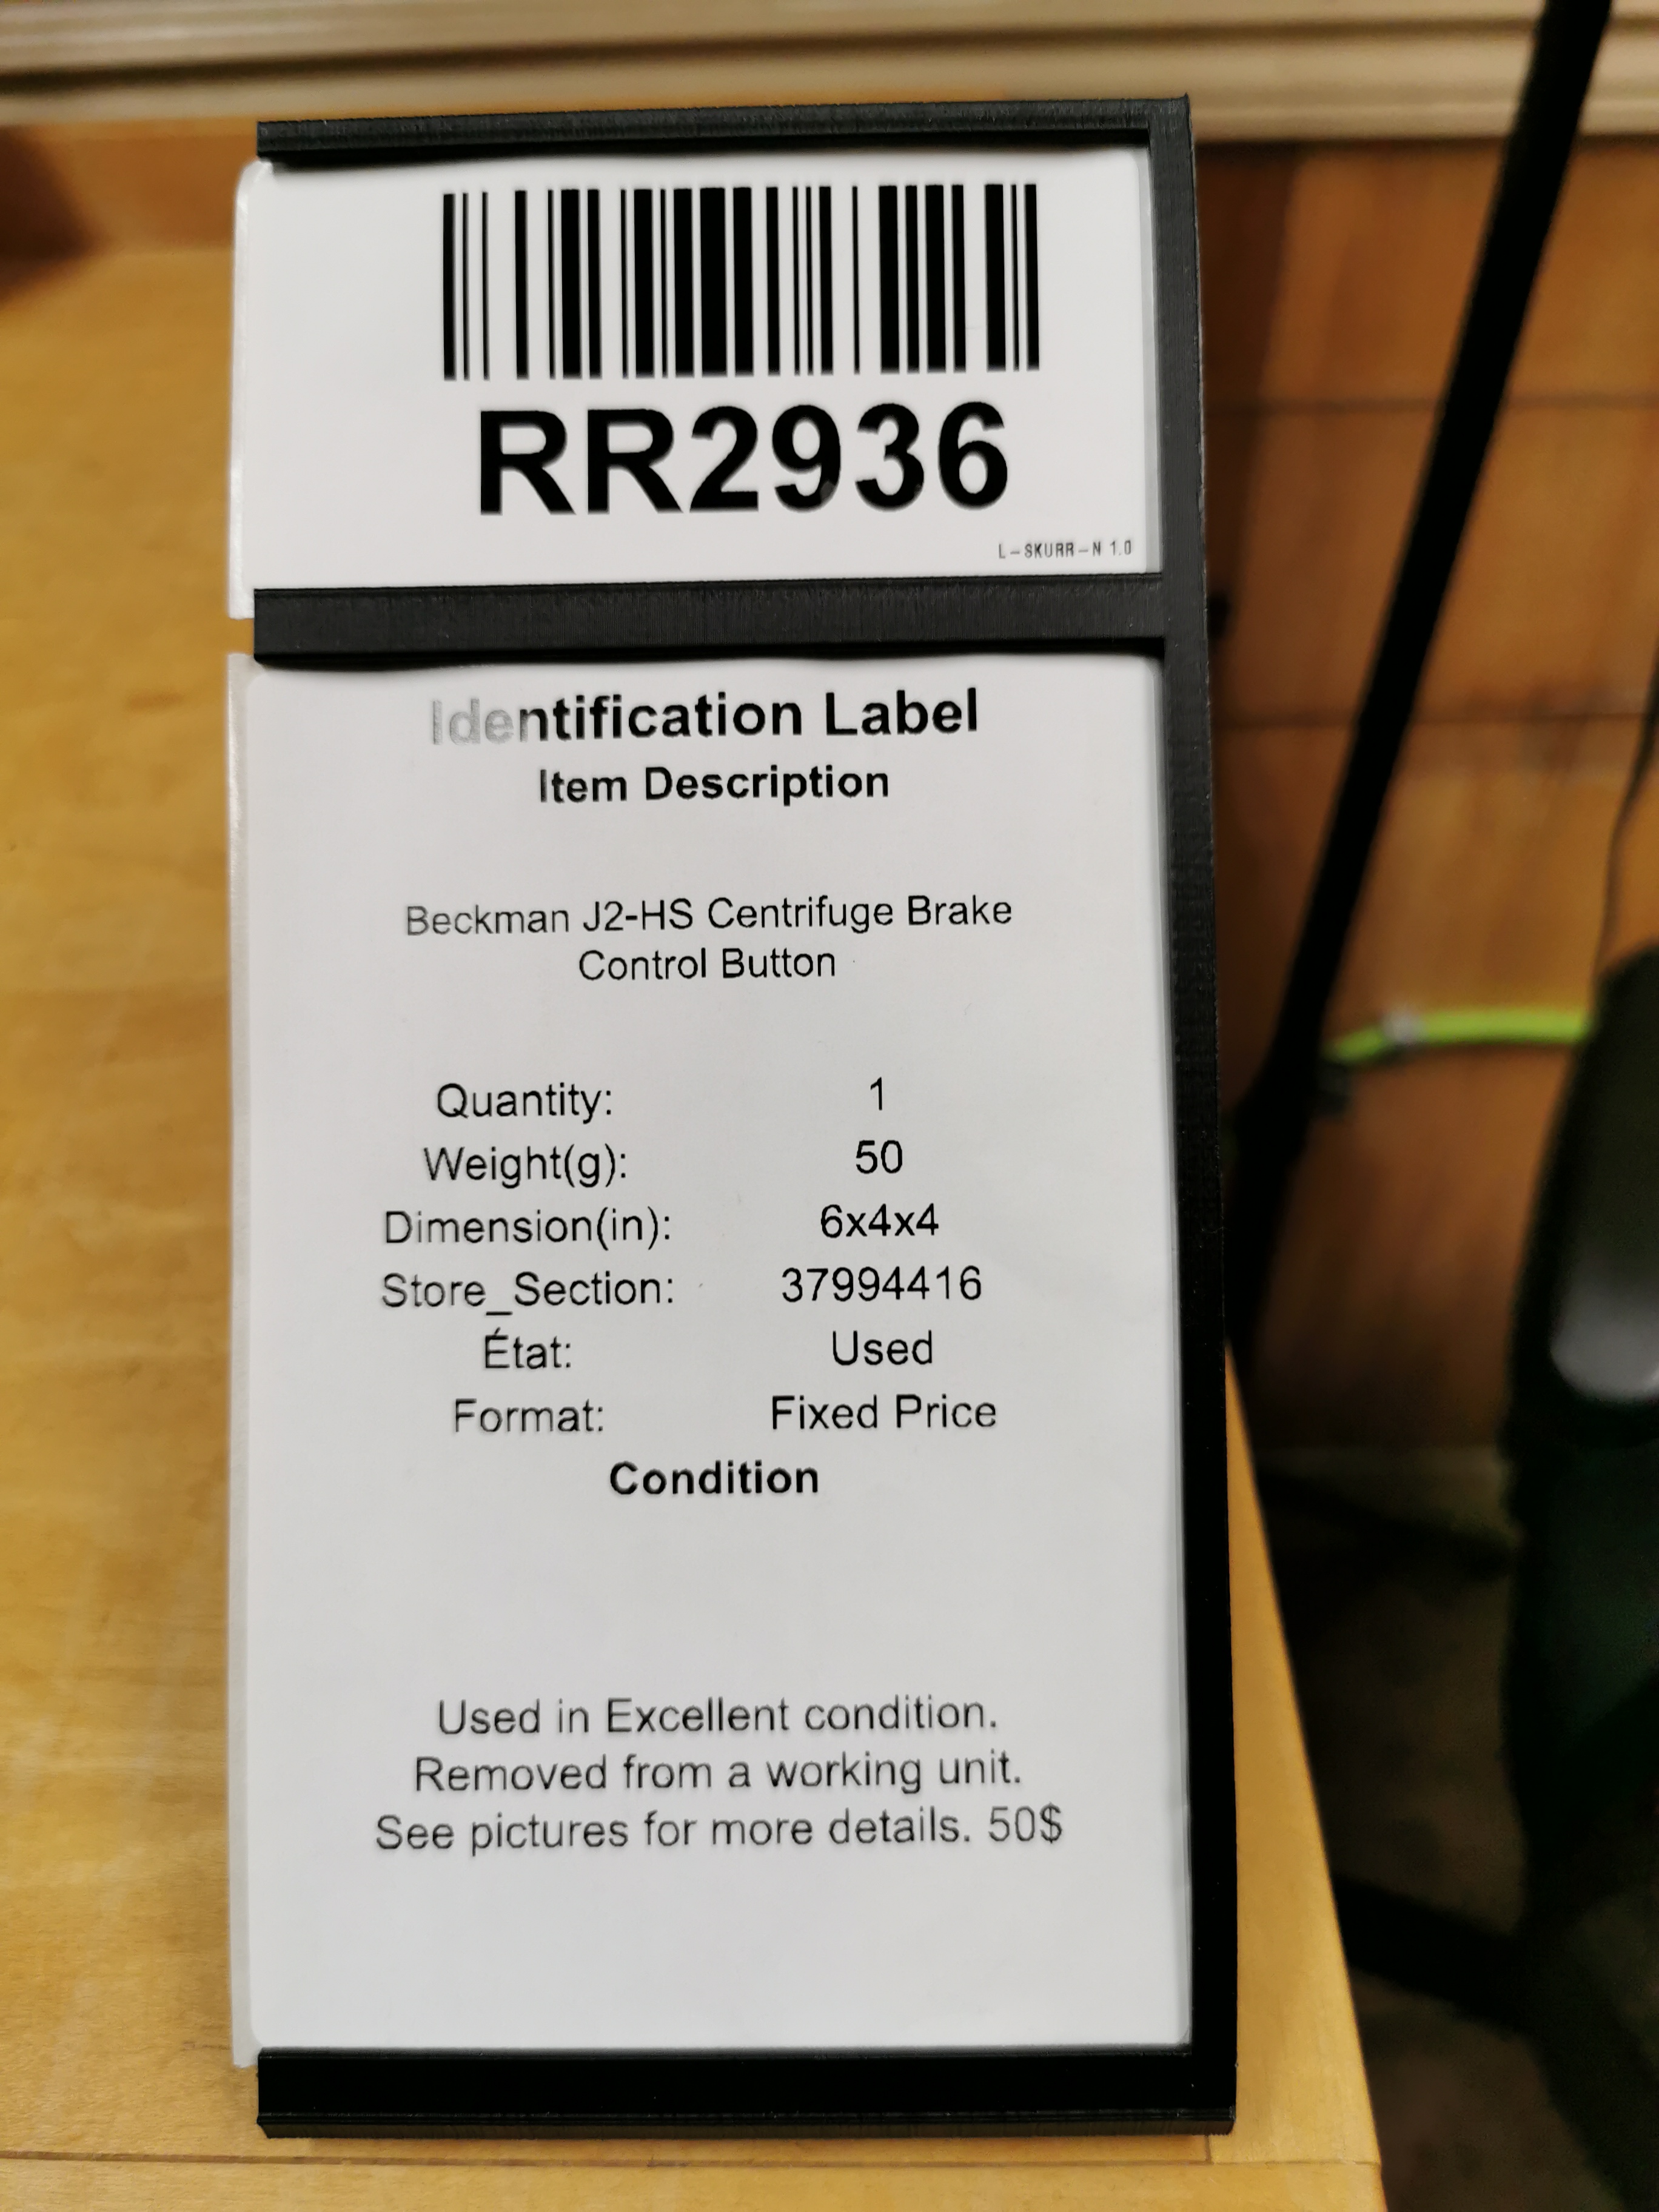 RR2936
L-SKURR-N 1.0
Identification Label
Item Description
Beckman J2-HS Centrifuge Brake
Control Button
Quantity: 1
Weight(g): 50
Dimension(in): 6x4x4
Store_Section: 37994416
État: Used
Format: Fixed Price
Condition
Used in Excellent condition.
Removed from a working unit.
See pictures for more details. 50$